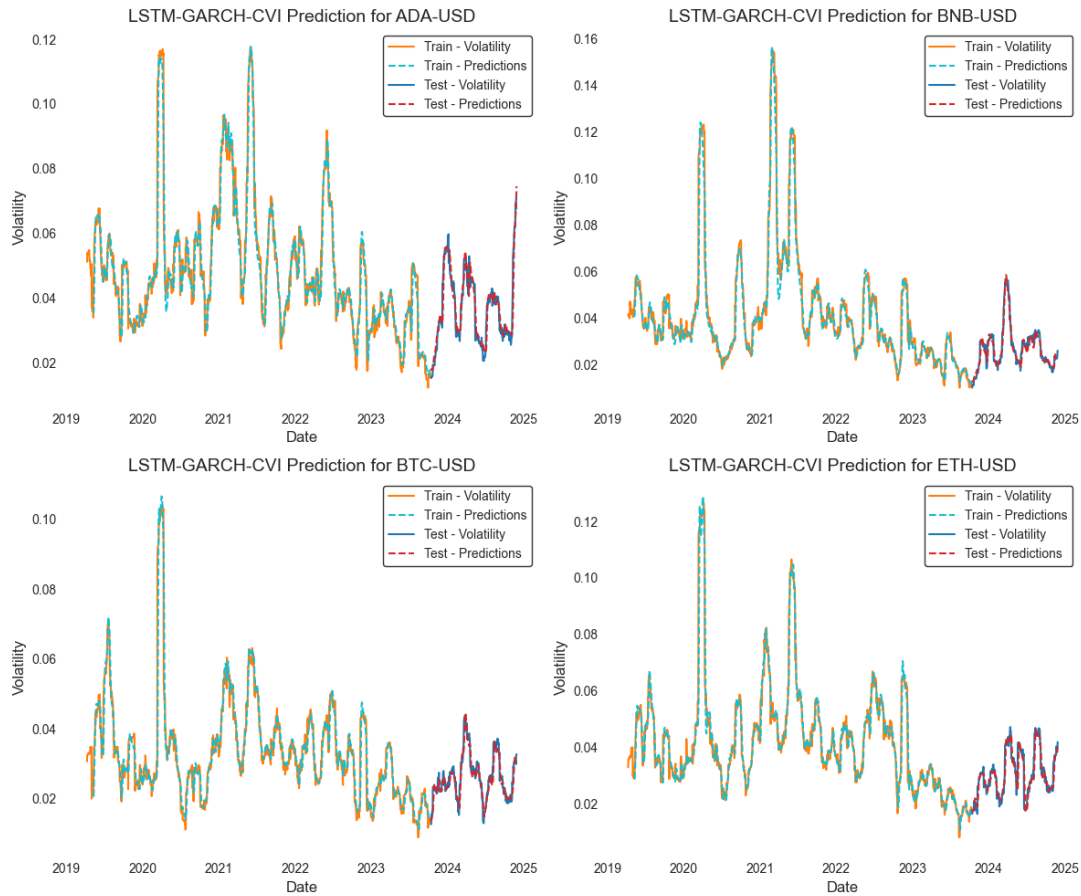 LSTM-GARCH-CVI Prediction for ADA-USD
Train - Volatility
Train - Predictions
Test - Volatility
Test - Predictions
0.12
0.10
0.08
0.06
0.04
0.02
Volatility
2019 2020 2021 2022 2023 2024 2025
Date
LSTM-GARCH-CVI Prediction for BNB-USD
Train - Volatility
Train - Predictions
Test - Volatility
Test - Predictions
0.16
0.14
0.12
0.10
0.08
0.06
0.04
0.02
Volatility
2019 2020 2021 2022 2023 2024 2025
Date
LSTM-GARCH-CVI Prediction for BTC-USD
Train - Volatility
Train - Predictions
Test - Volatility
Test - Predictions
0.10
0.08
0.06
0.04
0.02
Volatility
2019 2020 2021 2022 2023 2024 2025
Date
LSTM-GARCH-CVI Prediction for ETH-USD
Train - Volatility
Train - Predictions
Test - Volatility
Test - Predictions
0.12
0.10
0.08
0.06
0.04
0.02
Volatility
2019 2020 2021 2022 2023 2024 2025
Date